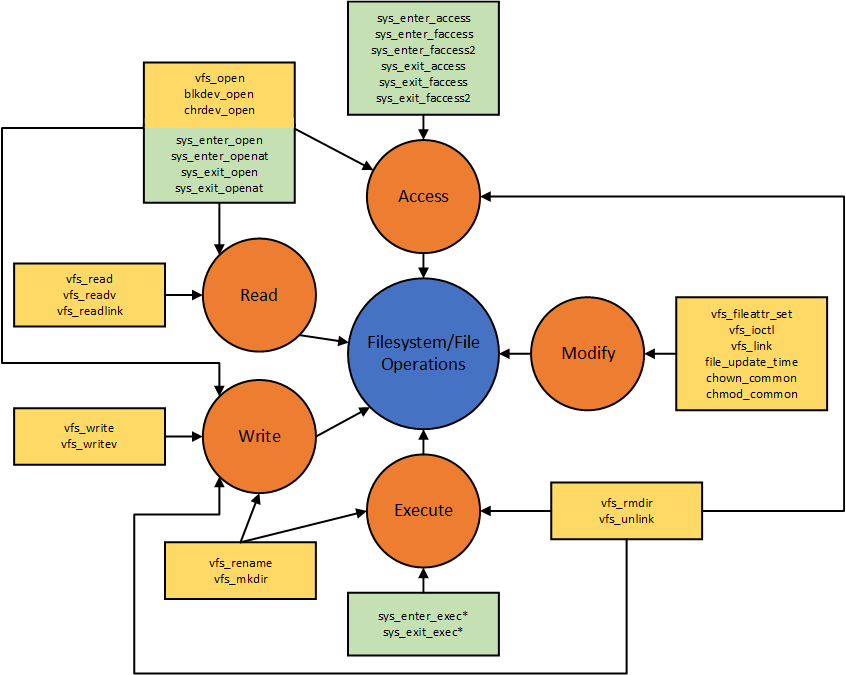 sys_enter_access
sys_enter_faccess
sys_enter_faccess2
sys_exit_access
sys_exit_faccess
sys_exit_faccess2
vfs_open
blkdev_open
chrdev_open
sys_enter_open
sys_enter_openat
sys_exit_open
sys_exit_openat
Access
vfs_read
vfs_readv
vfs_readlink
Read
Filesystem/File
Operations
Modify
vfs_fileattr_set
vfs_ioctl
vfs_link
file_update_time
chown_common
chmod_common
vfs_write
vfs_writev
Write
Execute
vfs_rmdir
vfs_unlink
vfs_rename
vfs_mkdir
sys_enter_exec*
sys_exit_exec*